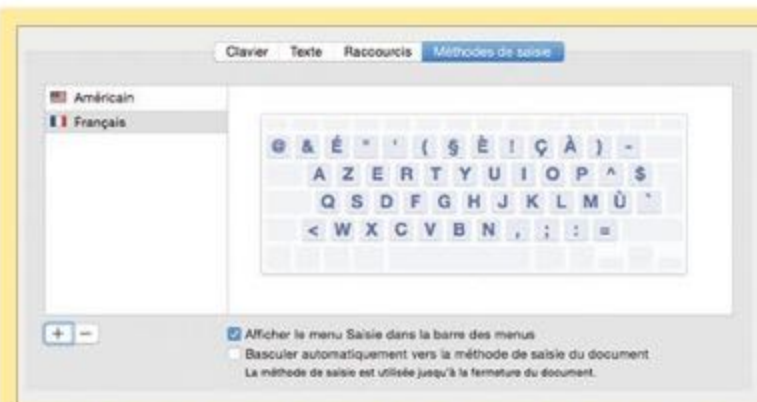 Clavier Texte Raccourcis Méthodes de saisie
Américain
Français
@ & É " ' ( § È ! Ç À ) -
A Z E R T Y U I O P ^ $
Q S D F G H J K L M Ù `
< W X C V B N , ; : =
+ -
Afficher le menu Saisie dans la barre des menus
Basculer automatiquement vers la méthode de saisie du document
La méthode de saisie est utilisée jusqu'à la fermeture du document.